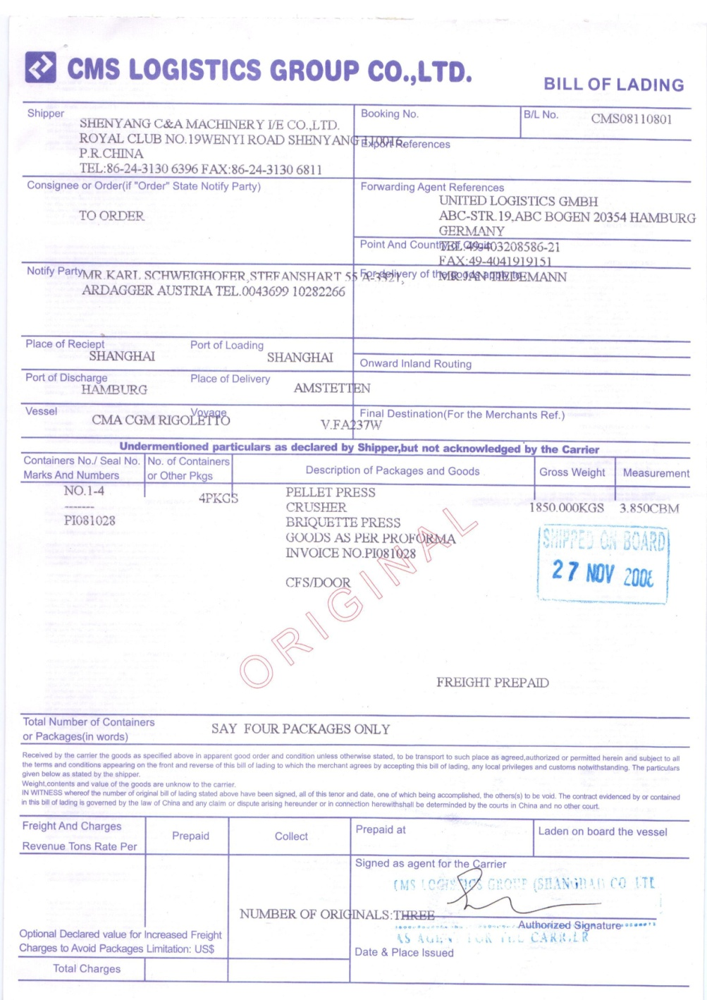 CMS LOGISTICS GROUP CO.,LTD.
BILL OF LADING
Shipper
SHENYANG C&A MACHINERY I/E CO.,LTD.
ROYAL CLUB NO.19WENYI ROAD SHENYANG 110016,
P.R.CHINA
TEL:86-24-3130 6396 FAX:86-24-3130 6811
Booking No.
B/L No.
CMS08110801
Export References
Consignee or Order(if "Order" State Notify Party)
TO ORDER
Forwarding Agent References
UNITED LOGISTICS GMBH
ABC-STR.19,ABC BOGEN 20354 HAMBURG
GERMANY
Point And Country of Origin
TEL:49-403208586-21
FAX:49-4041919151
Notify Party
MR.KARL SCHWEIGHOFER,STEFANSHART 55 A-3321,
ARDAGGER AUSTRIA TEL.0043699 10282266
For delivery of the goods apply to
MR.JAN TIEDEMANN
Place of Reciept
SHANGHAI
Port of Loading
SHANGHAI
Onward Inland Routing
Port of Discharge
HAMBURG
Place of Delivery
AMSTETTEN
Vessel
CMA CGM RIGOLETTO
Voyage
V.FA237W
Final Destination(For the Merchants Ref.)
Undermentioned particulars as declared by Shipper,but not acknowledged by the Carrier
Containers No./ Seal No.
Marks And Numbers
No. of Containers
or Other Pkgs
Description of Packages and Goods
Gross Weight
Measurement
NO.1-4
-------
PI081028
4PKGS
PELLET PRESS
CRUSHER
BRIQUETTE PRESS
GOODS AS PER PROFORMA
INVOICE NO.PI081028
CFS/DOOR
1850.000KGS
3.850CBM
SHIPPED ON BOARD
27 NOV 2008
ORIGINAL
FREIGHT PREPAID
Total Number of Containers
or Packages(in words)
SAY FOUR PACKAGES ONLY
Received by the carrier the goods as specified above in apparent good order and condition unless otherwise stated, to be transport to such place as agreed,authorized or permitted herein and subject to all
the terms and conditions appearing on the front and reverse of this bill of lading to which the merchant agrees by accepting this bill of lading, any local privileges and customs notwithstanding. The particulars
given below as stated by the shipper.
Weight,contents and value of the goods are unknow to the carrier.
IN WITNESS whereof the number of original bill of lading stated above have been signed, all of this tenor and date, one of which being accomplished, the others(s) to be void. The contract evidenced by or contained
in this bill of lading is governed by the law of China and any claim or dispute arising hereunder or in connection herewithshall be determinded by the courts in China and no other court.
Freight And Charges
Revenue Tons Rate Per
Prepaid
Collect
Prepaid at
Laden on board the vessel
Signed as agent for the Carrier
CMS LOGISTICS GROUP (SHANGHAI) CO LTD
NUMBER OF ORIGINALS:THREE
Authorized Signature
AS AGENT FOR THE CARRIER
Optional Declared value for Increased Freight
Charges to Avoid Packages Limitation: US$
Date & Place Issued
Total Charges